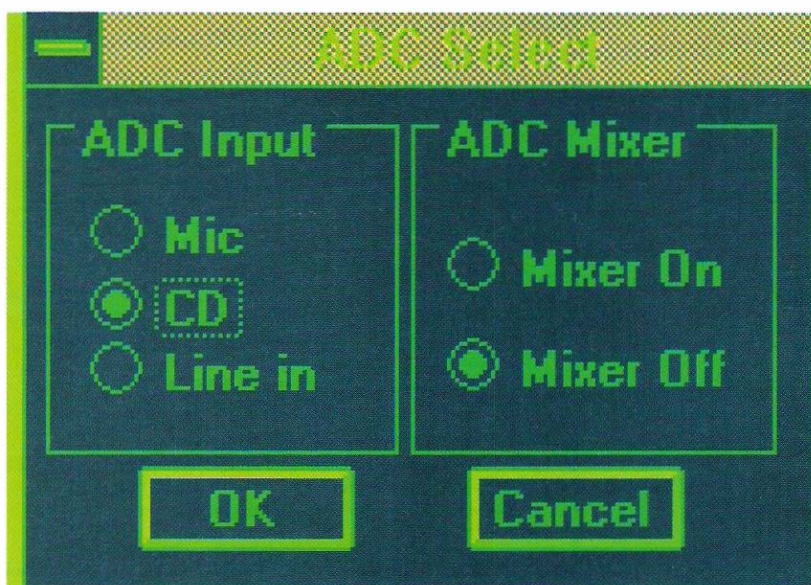 ADC Select
ADC Input
Mic
CD
Line in
ADC Mixer
Mixer On
Mixer Off
OK
Cancel